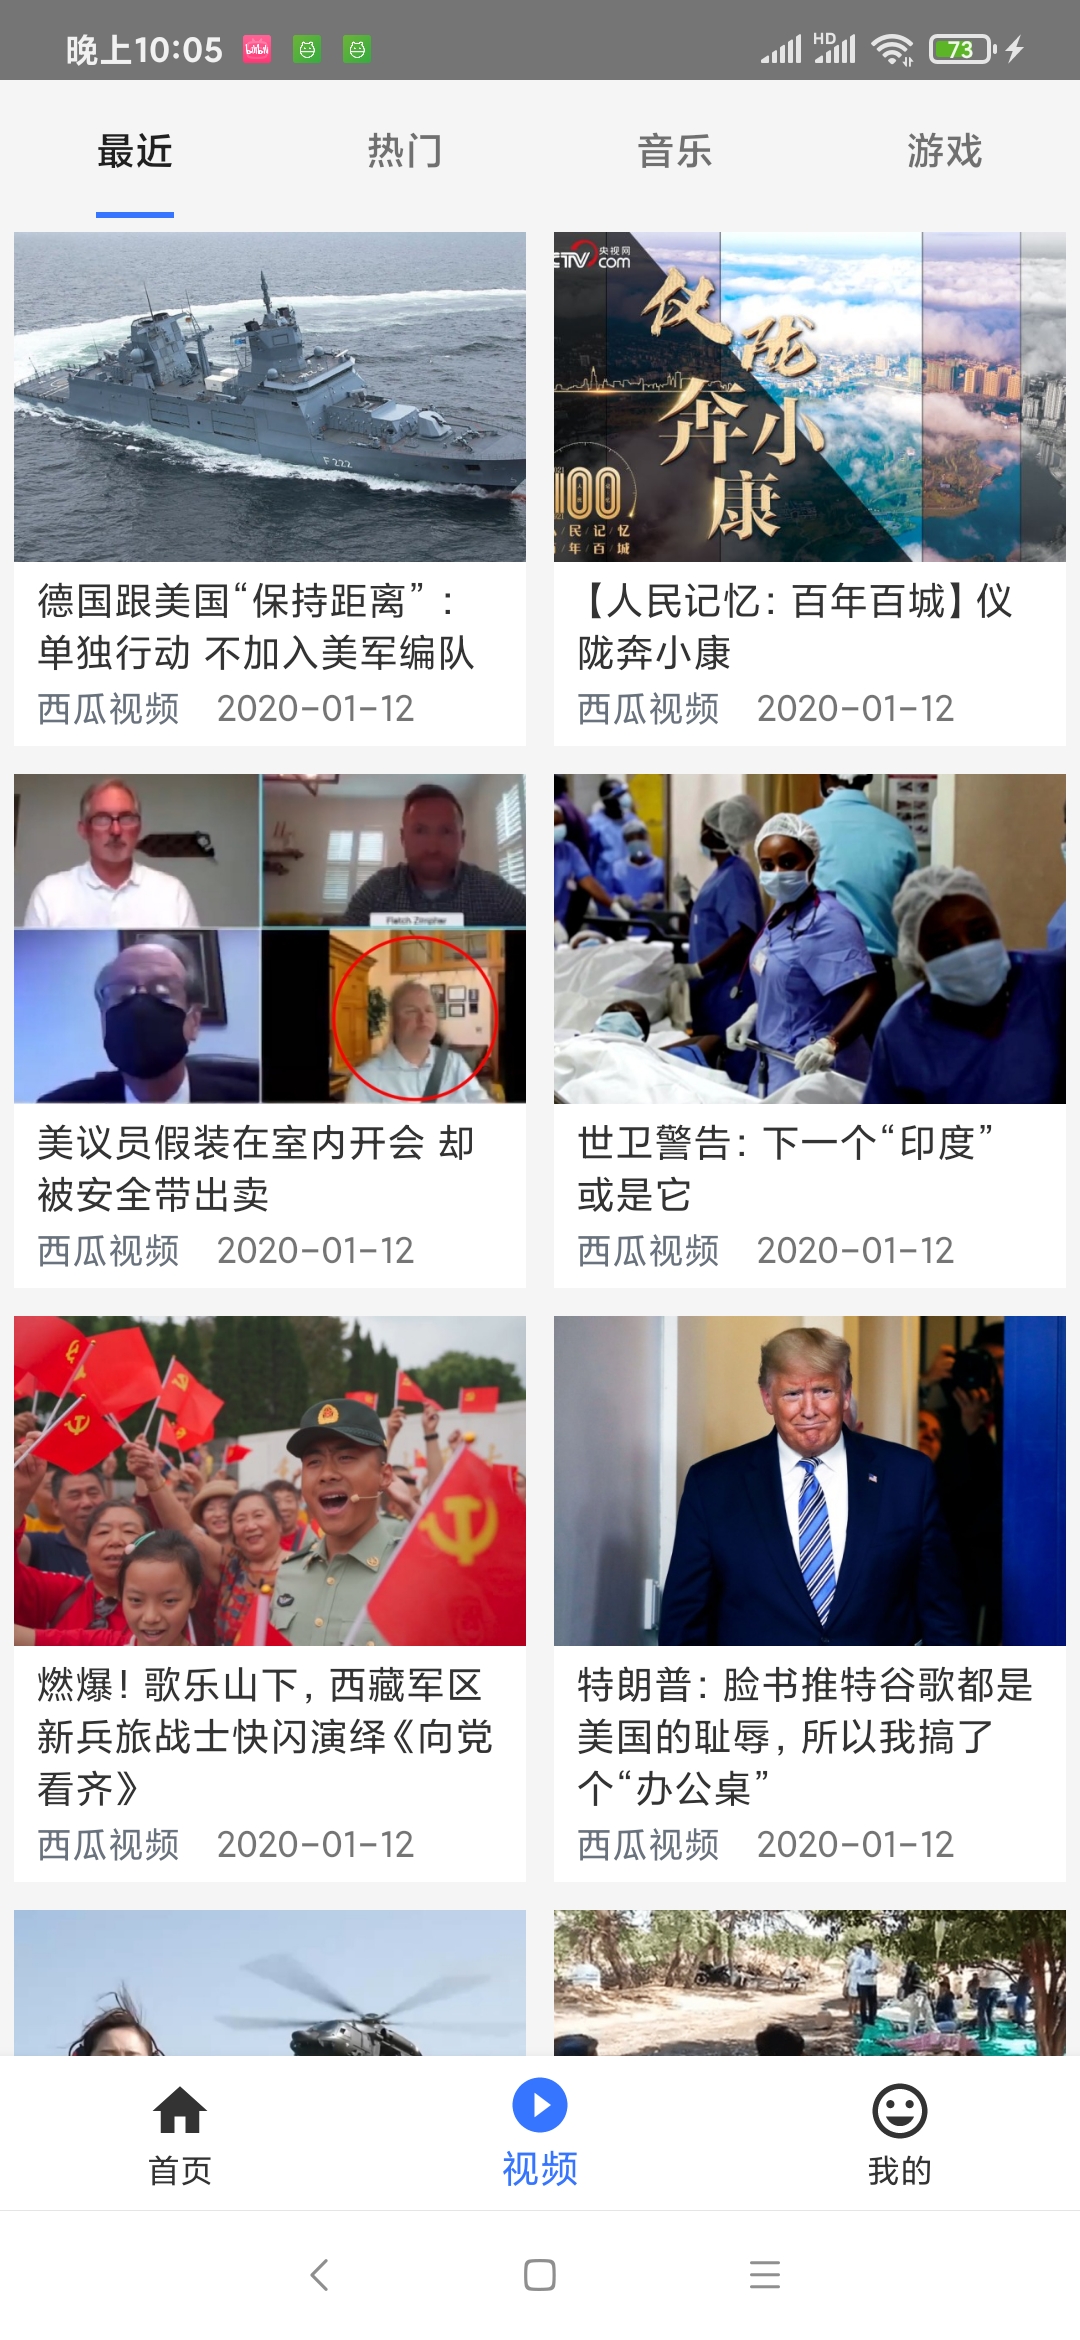 晚上10:05
HD
73
最近 热门 音乐 游戏
F222
央视网
CTV com
仪陇
奔小康
100
民/记/忆
年/百/城
德国跟美国“保持距离”：
单独行动 不加入美军编队
西瓜视频 2020-01-12
【人民记忆：百年百城】仪
陇奔小康
西瓜视频 2020-01-12
Fletch Zimpher
美议员假装在室内开会 却
被安全带出卖
西瓜视频 2020-01-12
世卫警告：下一个“印度”
或是它
西瓜视频 2020-01-12
燃爆！歌乐山下，西藏军区
新兵旅战士快闪演绎《向党
看齐》
西瓜视频 2020-01-12
特朗普：脸书推特谷歌都是
美国的耻辱，所以我搞了
个“办公桌”
西瓜视频 2020-01-12
首页 视频 我的